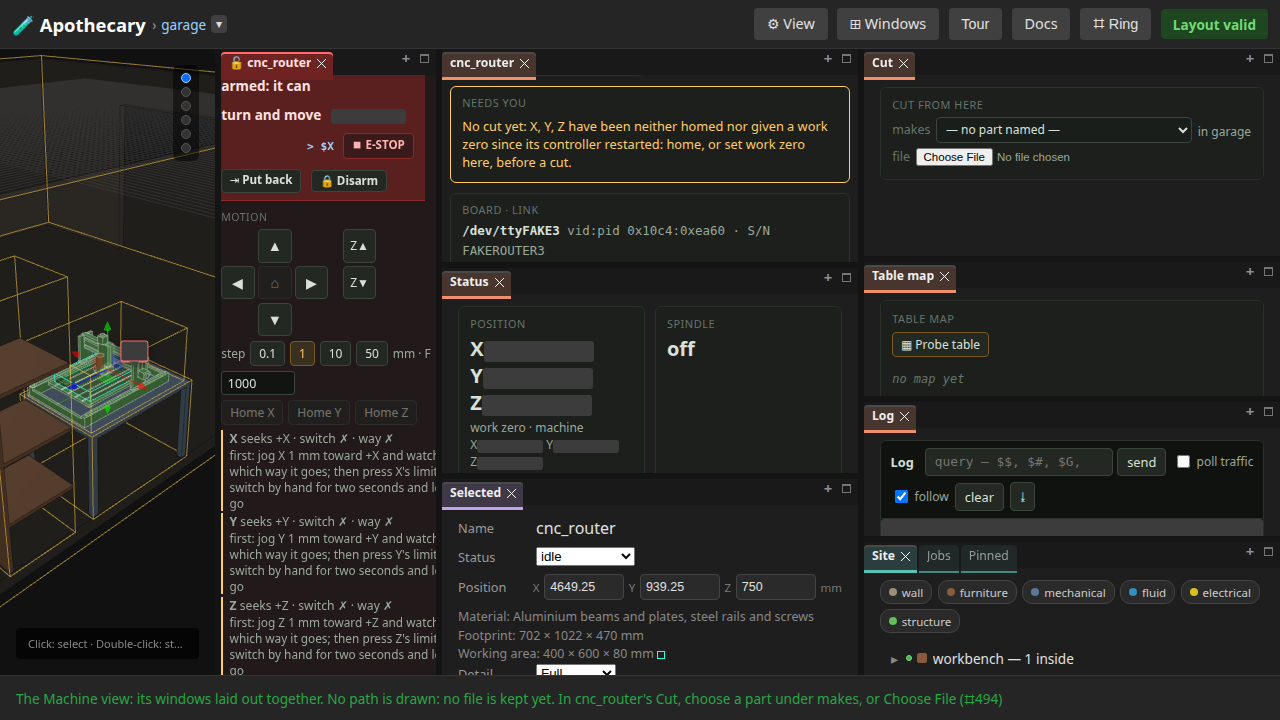 🧪 Apothecary › garage ▾
⚙ View
⊞ Windows
Tour
Docs
⌗ Ring
Layout valid
Click: select · Double-click: st…
🔓 cnc_router
armed: it can
turn and move
> $X
■ E-STOP
⇥ Put back
🔒 Disarm
MOTION
▲
Z▲
◀ ⌂ ▶
Z▼
▼
step 0.1 1 10 50 mm · F
1000
Home X Home Y Home Z
X seeks +X · switch ✗ · way ✗
first: jog X 1 mm toward +X and watch
which way it goes; then press X's limit
switch by hand for two seconds and l
go
Y seeks +Y · switch ✗ · way ✗
first: jog Y 1 mm toward +Y and watch
which way it goes; then press Y's limit
switch by hand for two seconds and l
go
Z seeks +Z · switch ✗ · way ✗
first: jog Z 1 mm toward +Z and watch
which way it goes; then press Z's limit
switch by hand for two seconds and l
go
cnc_router
NEEDS YOU
No cut yet: X, Y, Z have been neither homed nor given a work
zero since its controller restarted: home, or set work zero
here, before a cut.
BOARD · LINK
/dev/ttyFAKE3 vid:pid 0x10c4:0xea60 · S/N
FAKEROUTER3
Status
POSITION
X
Y
Z
work zero · machine
X Y
Z
SPINDLE
off
Selected
Name cnc_router
Status idle
Position X 4649.25 Y 939.25 Z 750 mm
Material: Aluminium beams and plates, steel rails and screws
Footprint: 702 × 1022 × 470 mm
Working area: 400 × 600 × 80 mm
Detail Full
Cut
CUT FROM HERE
makes — no part named — in garage
file Choose File No file chosen
Table map
TABLE MAP
▦ Probe table
no map yet
Log
Log query — $$, $#, $G, send poll traffic
follow clear ⭳
Site Jobs Pinned
wall furniture mechanical fluid electrical
structure
▸ workbench — 1 inside
The Machine view: its windows laid out together. No path is drawn: no file is kept yet. In cnc_router's Cut, choose a part under makes, or Choose File (⌗494)